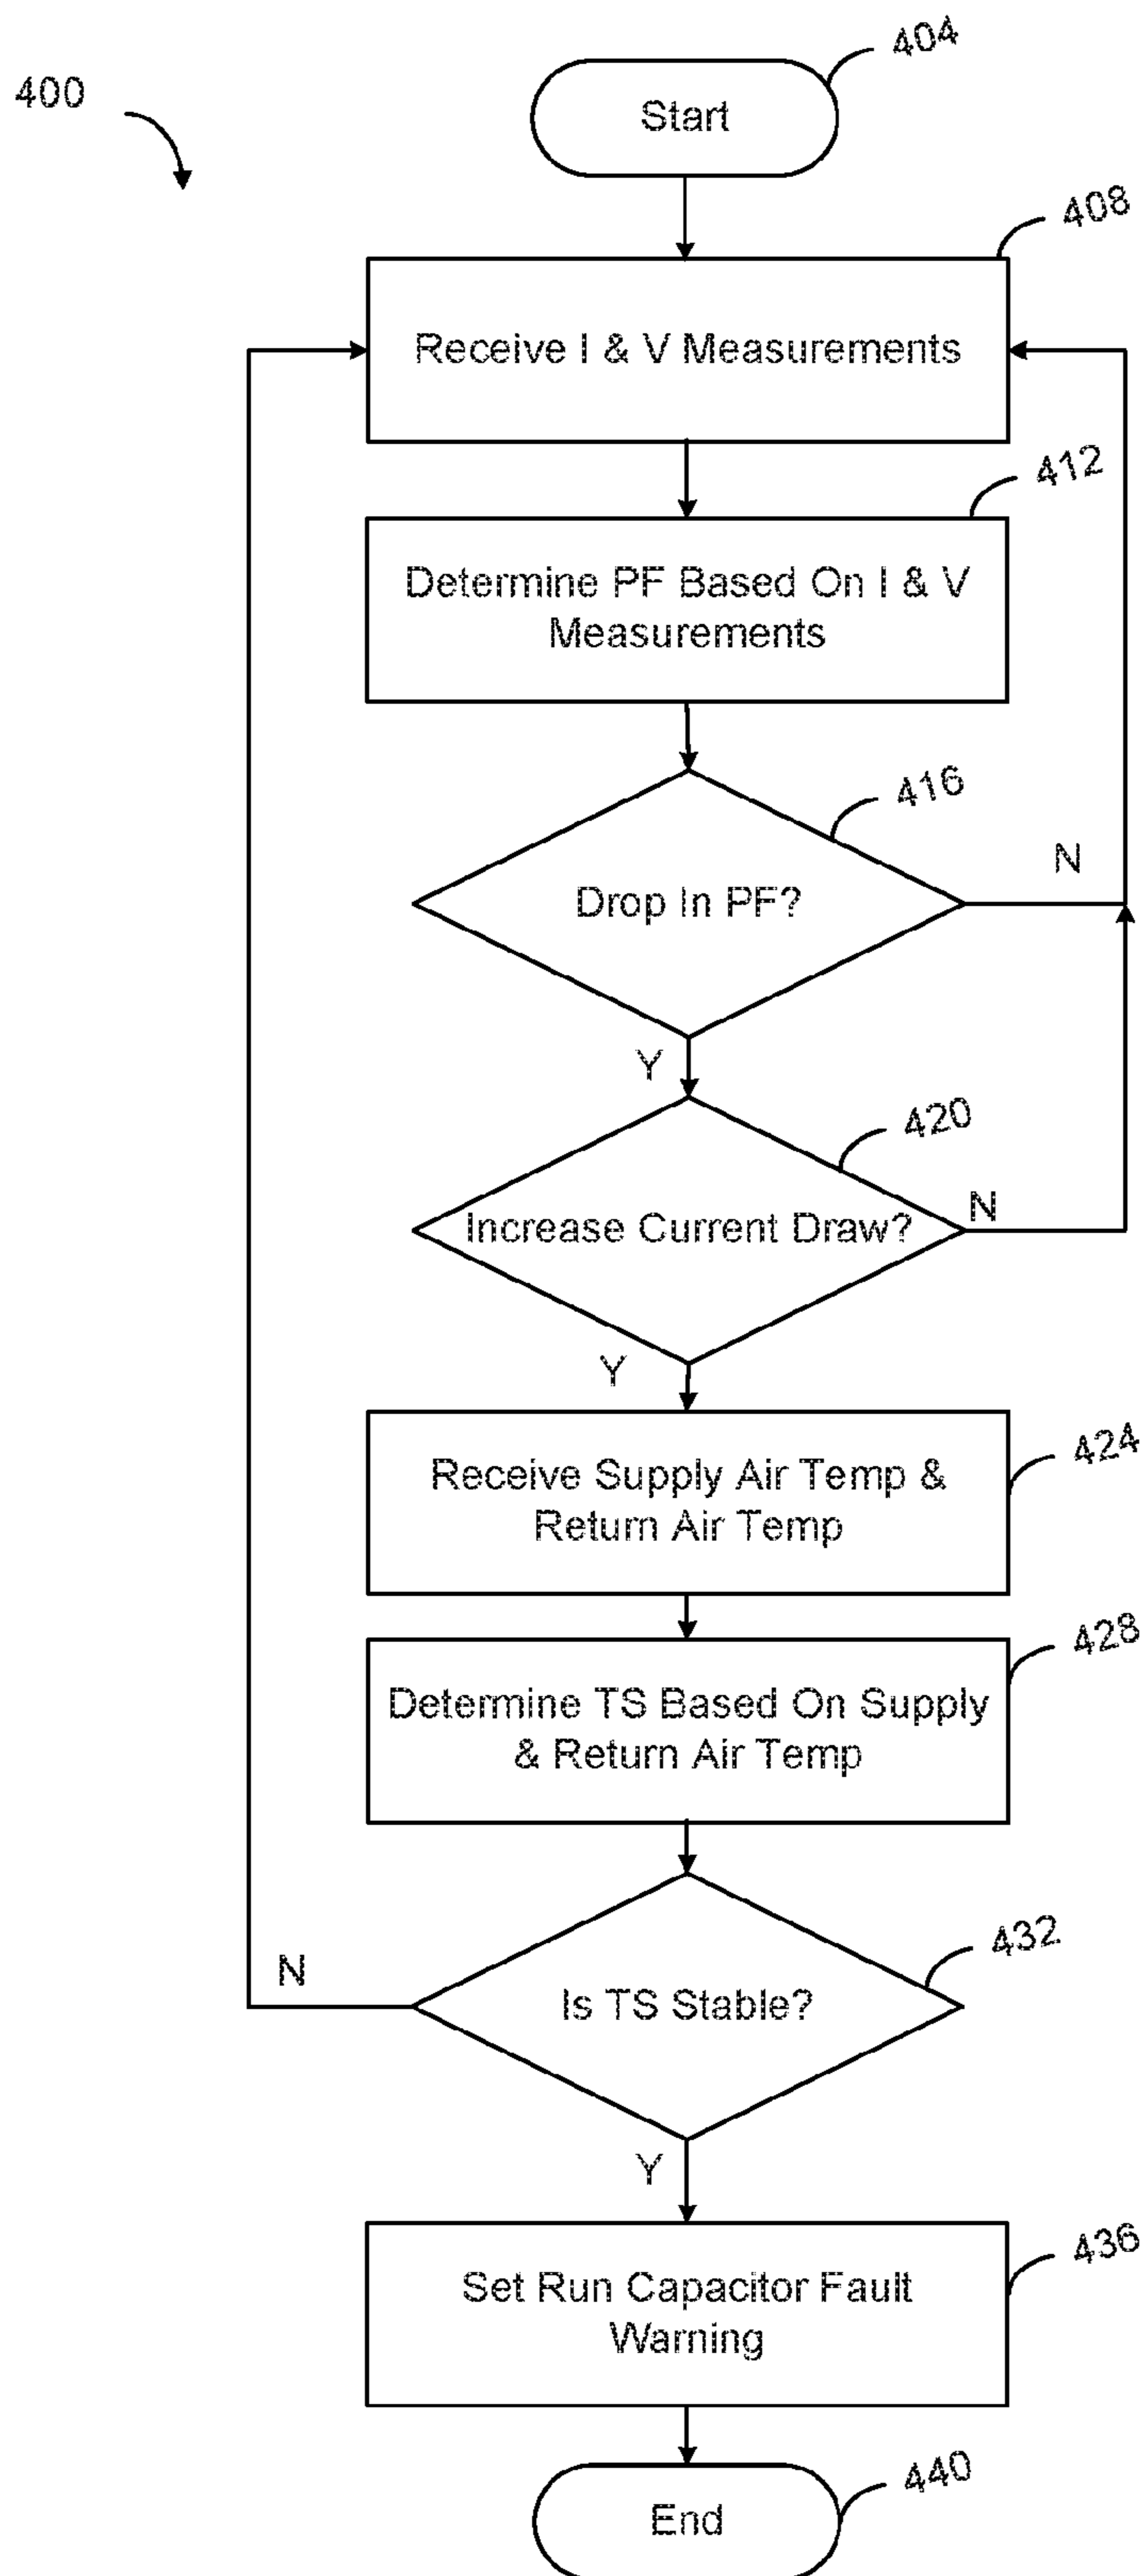 400
404
Start
408
Receive I & V Measurements
412
Determine PF Based On I & V
Measurements
416
Drop In PF?
N
Y
420
Increase Current Draw?
N
Y
424
Receive Supply Air Temp &
Return Air Temp
428
Determine TS Based On Supply
& Return Air Temp
432
Is TS Stable?
N
Y
436
Set Run Capacitor Fault
Warning
440
End